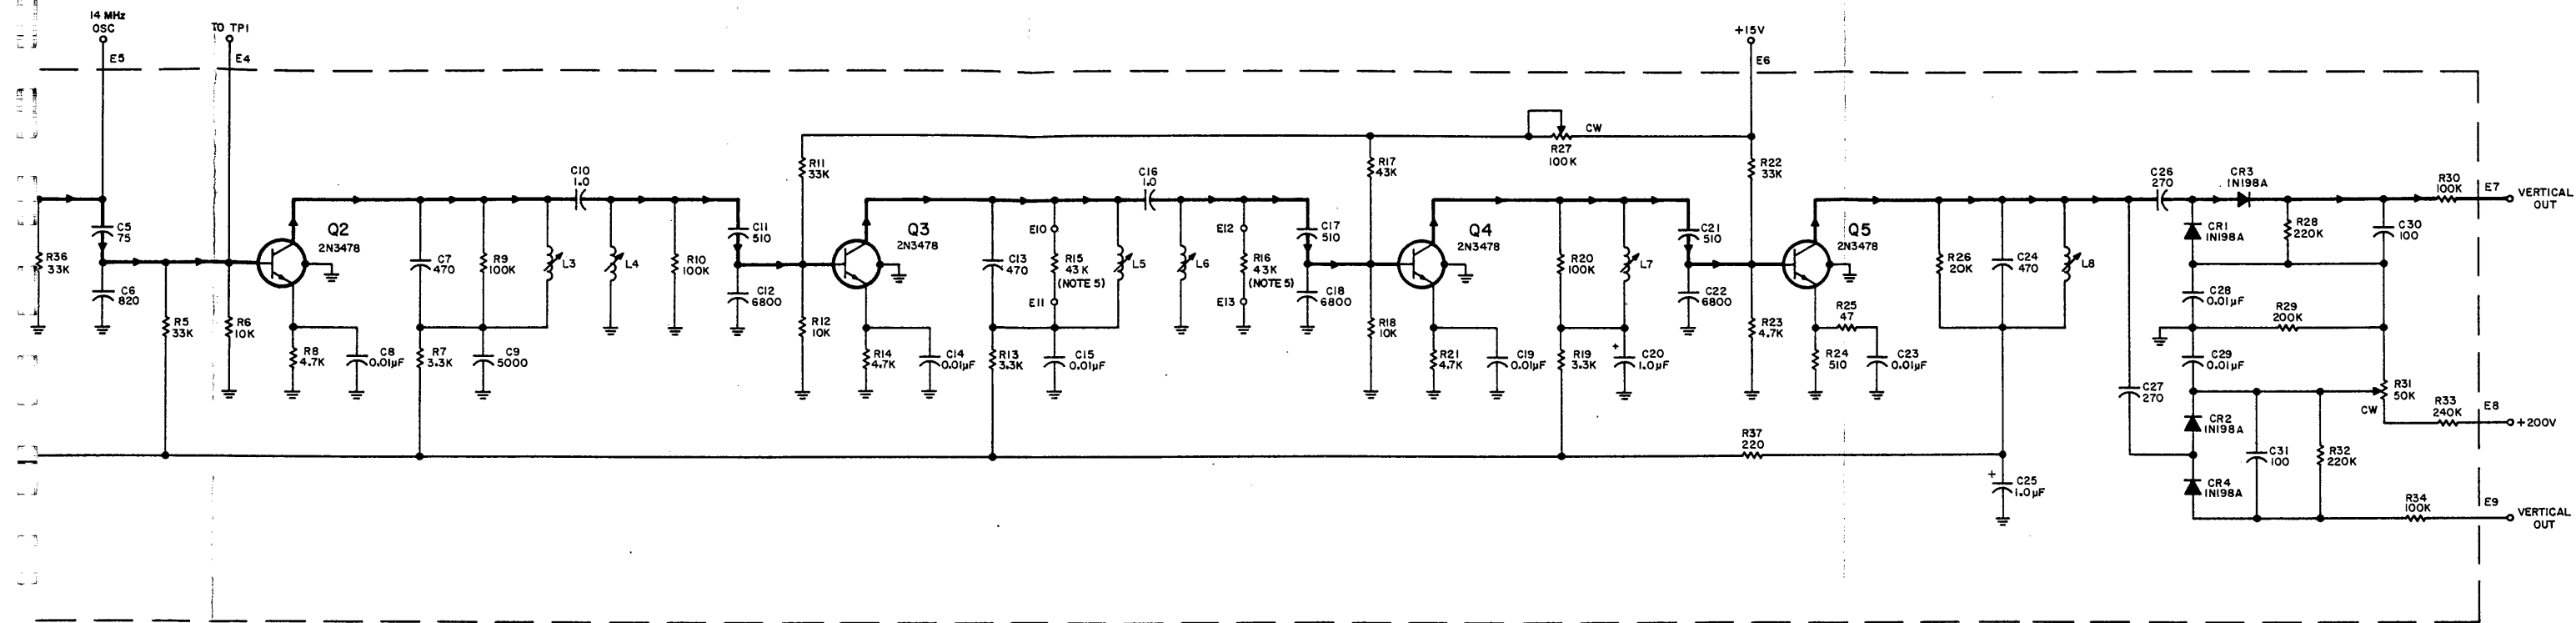 14 MHz
OSC
TO TP1
E5
E4
+15V
E6
CW
R27
100K
C10
1.0
R11
33K
C16
1.0
R17
43K
R22
33K
C26
270
CR3
1N198A
R30
100K
E7
VERTICAL
OUT
C5
75
Q2
2N3478
C11
510
Q3
2N3478
E10
E12
C17
510
Q4
2N3478
C21
510
Q5
2N3478
CR1
1N198A
R28
220K
C30
100
R36
33K
C6
820
C7
470
R9
100K
L3
L4
R10
100K
C12
6800
C13
470
R15
43K
(NOTE 5)
L5
L6
R16
43K
(NOTE 5)
C18
6800
R20
100K
L7
C22
6800
R26
20K
C24
470
L8
E11
E13
C28
0.01µF
R29
200K
R5
33K
R6
10K
R8
4.7K
C8
0.01µF
R7
3.3K
C9
5000
R12
10K
R14
4.7K
C14
0.01µF
R13
3.3K
C15
0.01µF
R18
10K
R21
4.7K
C19
0.01µF
R19
3.3K
+
C20
1.0µF
R23
4.7K
R25
47
R24
510
C23
0.01µF
C29
0.01µF
C27
270
R31
50K
CW
R33
240K
E8
+200V
CR2
1N198A
R37
220
C31
100
R32
220K
+
C25
1.0µF
CR4
1N198A
R34
100K
E9
VERTICAL
OUT